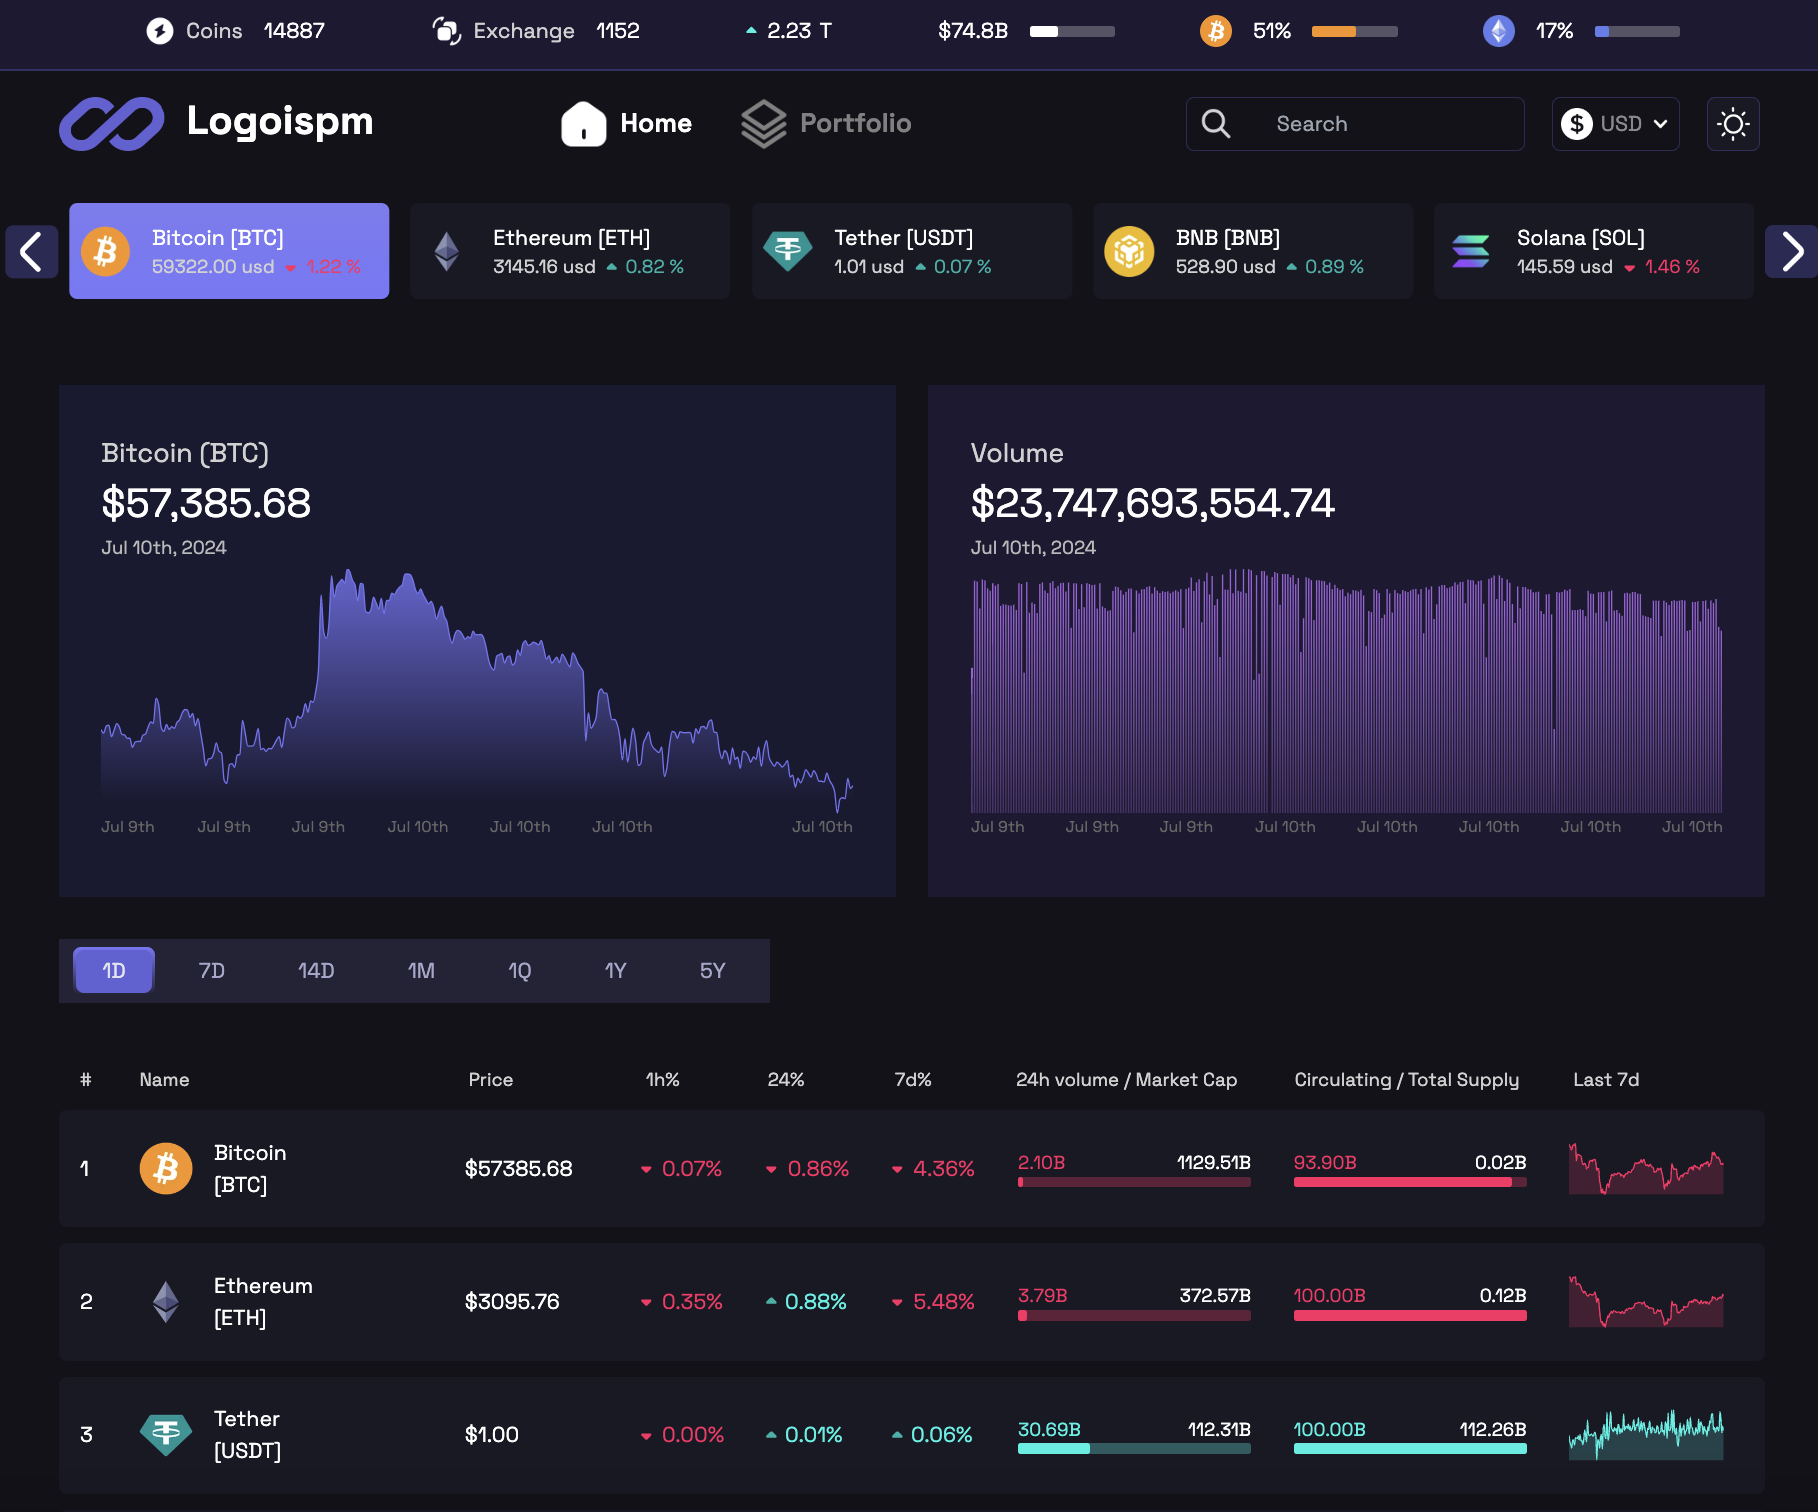 Coins 14887 Exchange 1152 2.23 T $74.8B 51% 17%
Logoispm Home Portfolio Search $ USD
Bitcoin [BTC]
59322.00 usd 1.22 %
Ethereum [ETH]
3145.16 usd 0.82 %
Tether [USDT]
1.01 usd 0.07 %
BNB [BNB]
528.90 usd 0.89 %
Solana [SOL]
145.59 usd 1.46 %
Bitcoin (BTC)
$57,385.68
Jul 10th, 2024
Jul 9th Jul 9th Jul 9th Jul 10th Jul 10th Jul 10th Jul 10th
Volume
$23,747,693,554.74
Jul 10th, 2024
Jul 9th Jul 9th Jul 9th Jul 10th Jul 10th Jul 10th Jul 10th Jul 10th
1D 7D 14D 1M 1Q 1Y 5Y
# Name Price 1h% 24% 7d% 24h volume / Market Cap Circulating / Total Supply Last 7d
1 Bitcoin [BTC] $57385.68 0.07% 0.86% 4.36% 2.10B 1129.51B 93.90B 0.02B
2 Ethereum [ETH] $3095.76 0.35% 0.88% 5.48% 3.79B 372.57B 100.00B 0.12B
3 Tether [USDT] $1.00 0.00% 0.01% 0.06% 30.69B 112.31B 100.00B 112.26B